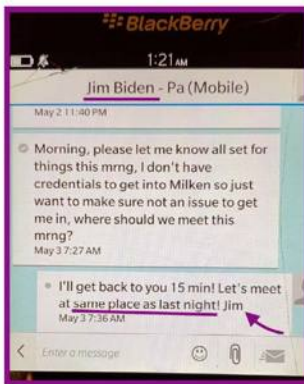 BlackBerry
1:21 AM
Jim Biden - Pa (Mobile)
May 2 11:40 PM
Morning, please let me know all set for
things this mrng, I don't have
credentials to get into Milken so just
want to make sure not an issue to get
me in, where should we meet this
mrng?
May 3 7:27 AM
I'll get back to you 15 min! Let's meet
at same place as last night! Jim
May 3 7:36 AM
Enter a message